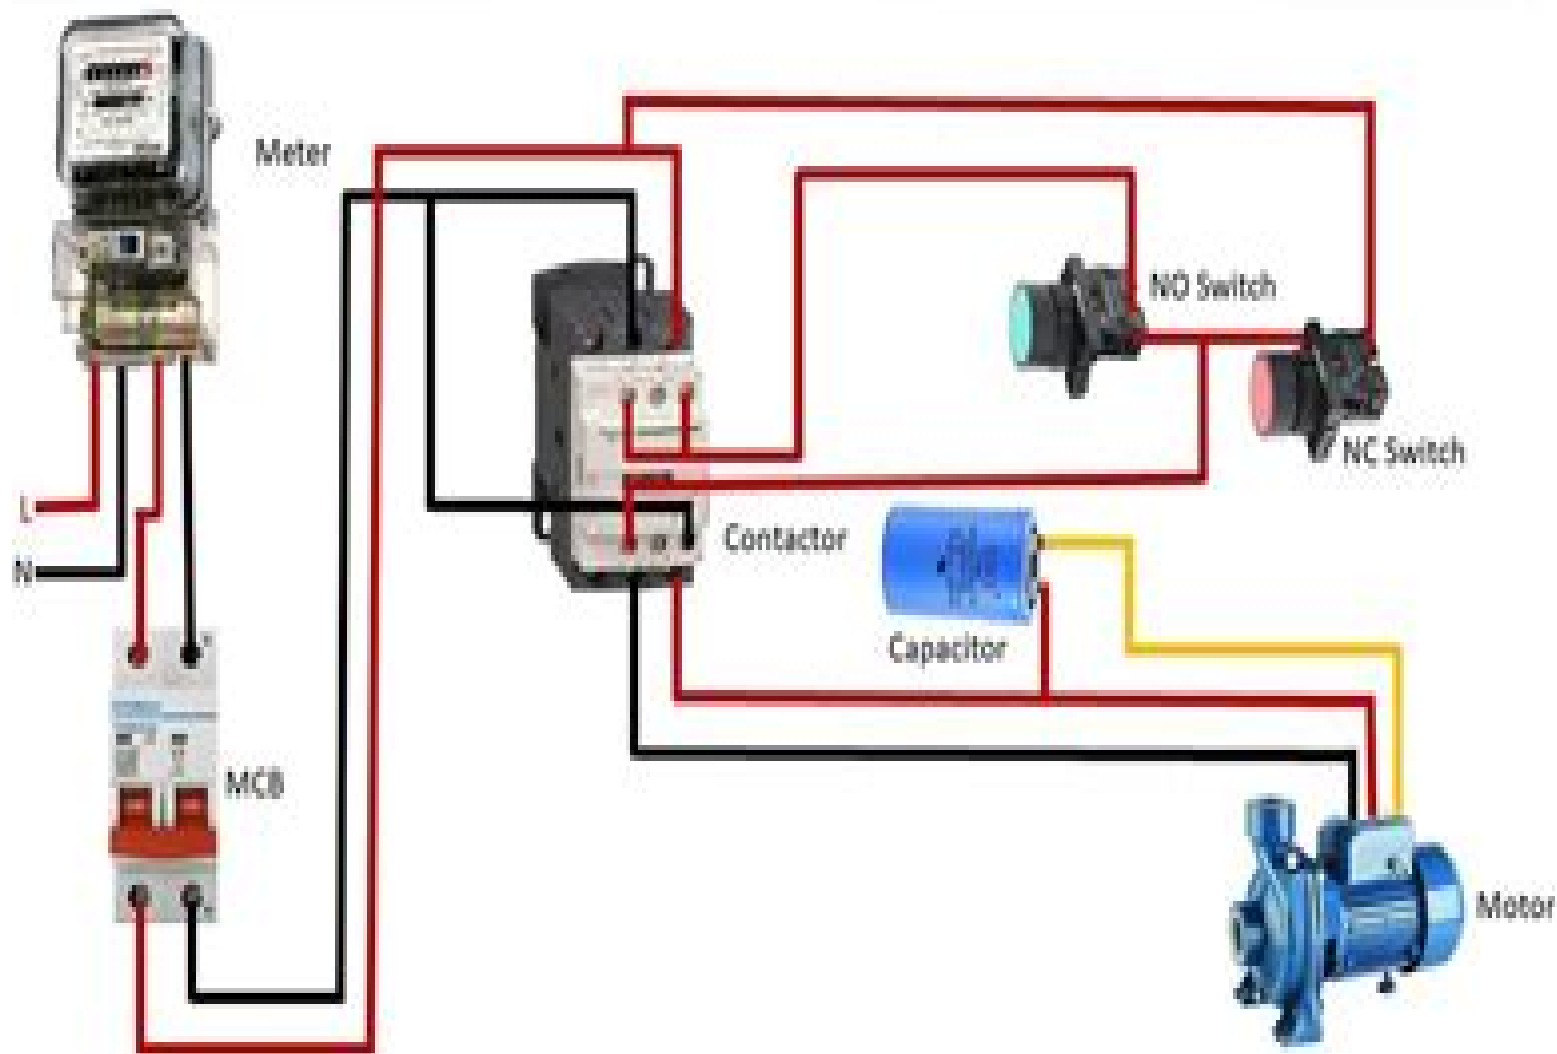 Meter
NO Switch
NC Switch
L
Contactor
N
Capacitor
MCB
Motor